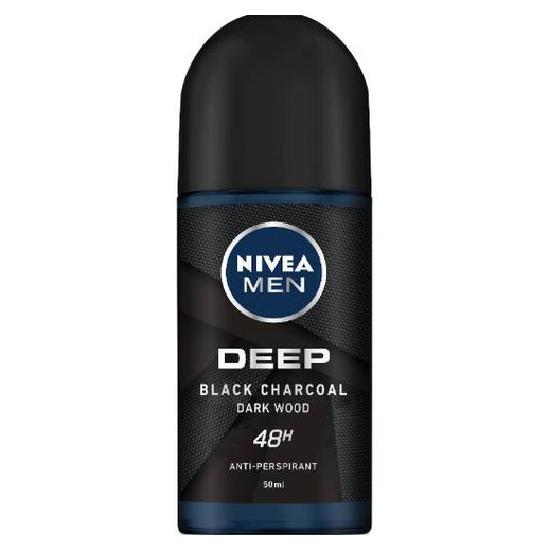 NIVEA
MEN
DEEP
BLACK CHARCOAL
DARK WOOD
48H
ANTI-PERSPIRANT
50ml